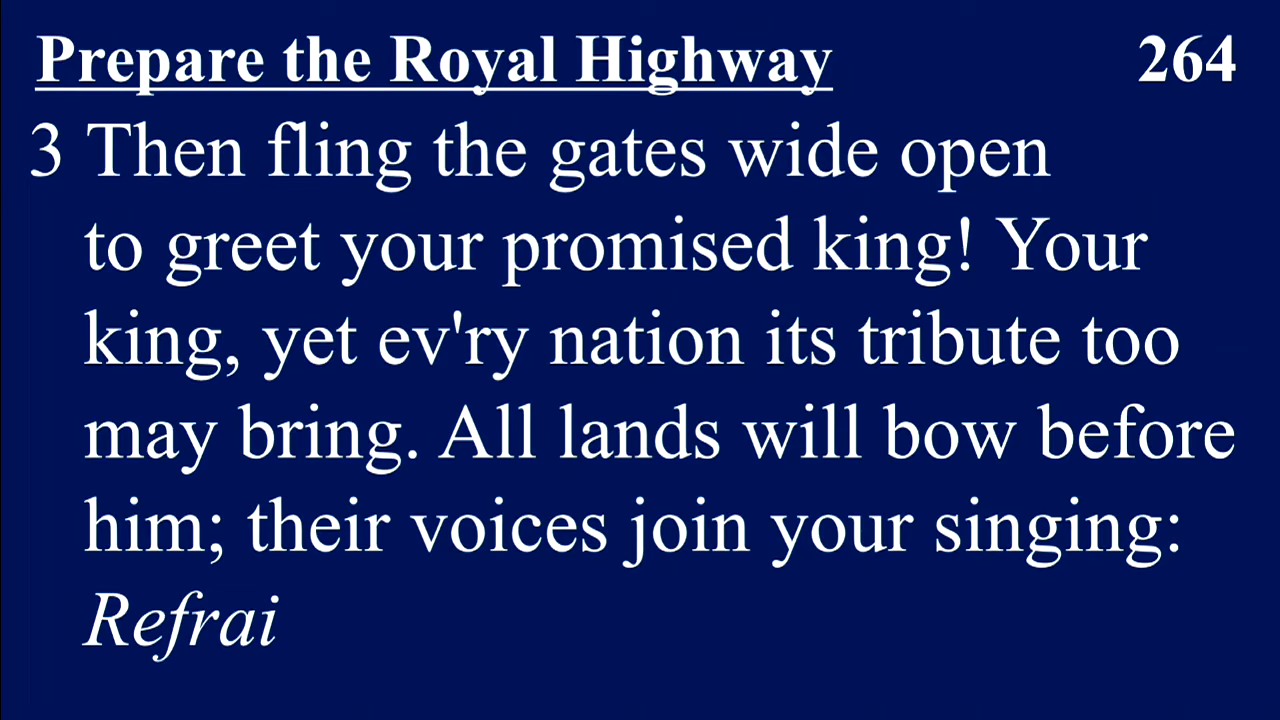 Prepare the Royal Highway 264
3 Then fling the gates wide open
to greet your promised king! Your
king, yet ev'ry nation its tribute too
may bring. All lands will bow before
him; their voices join your singing:
Refrai